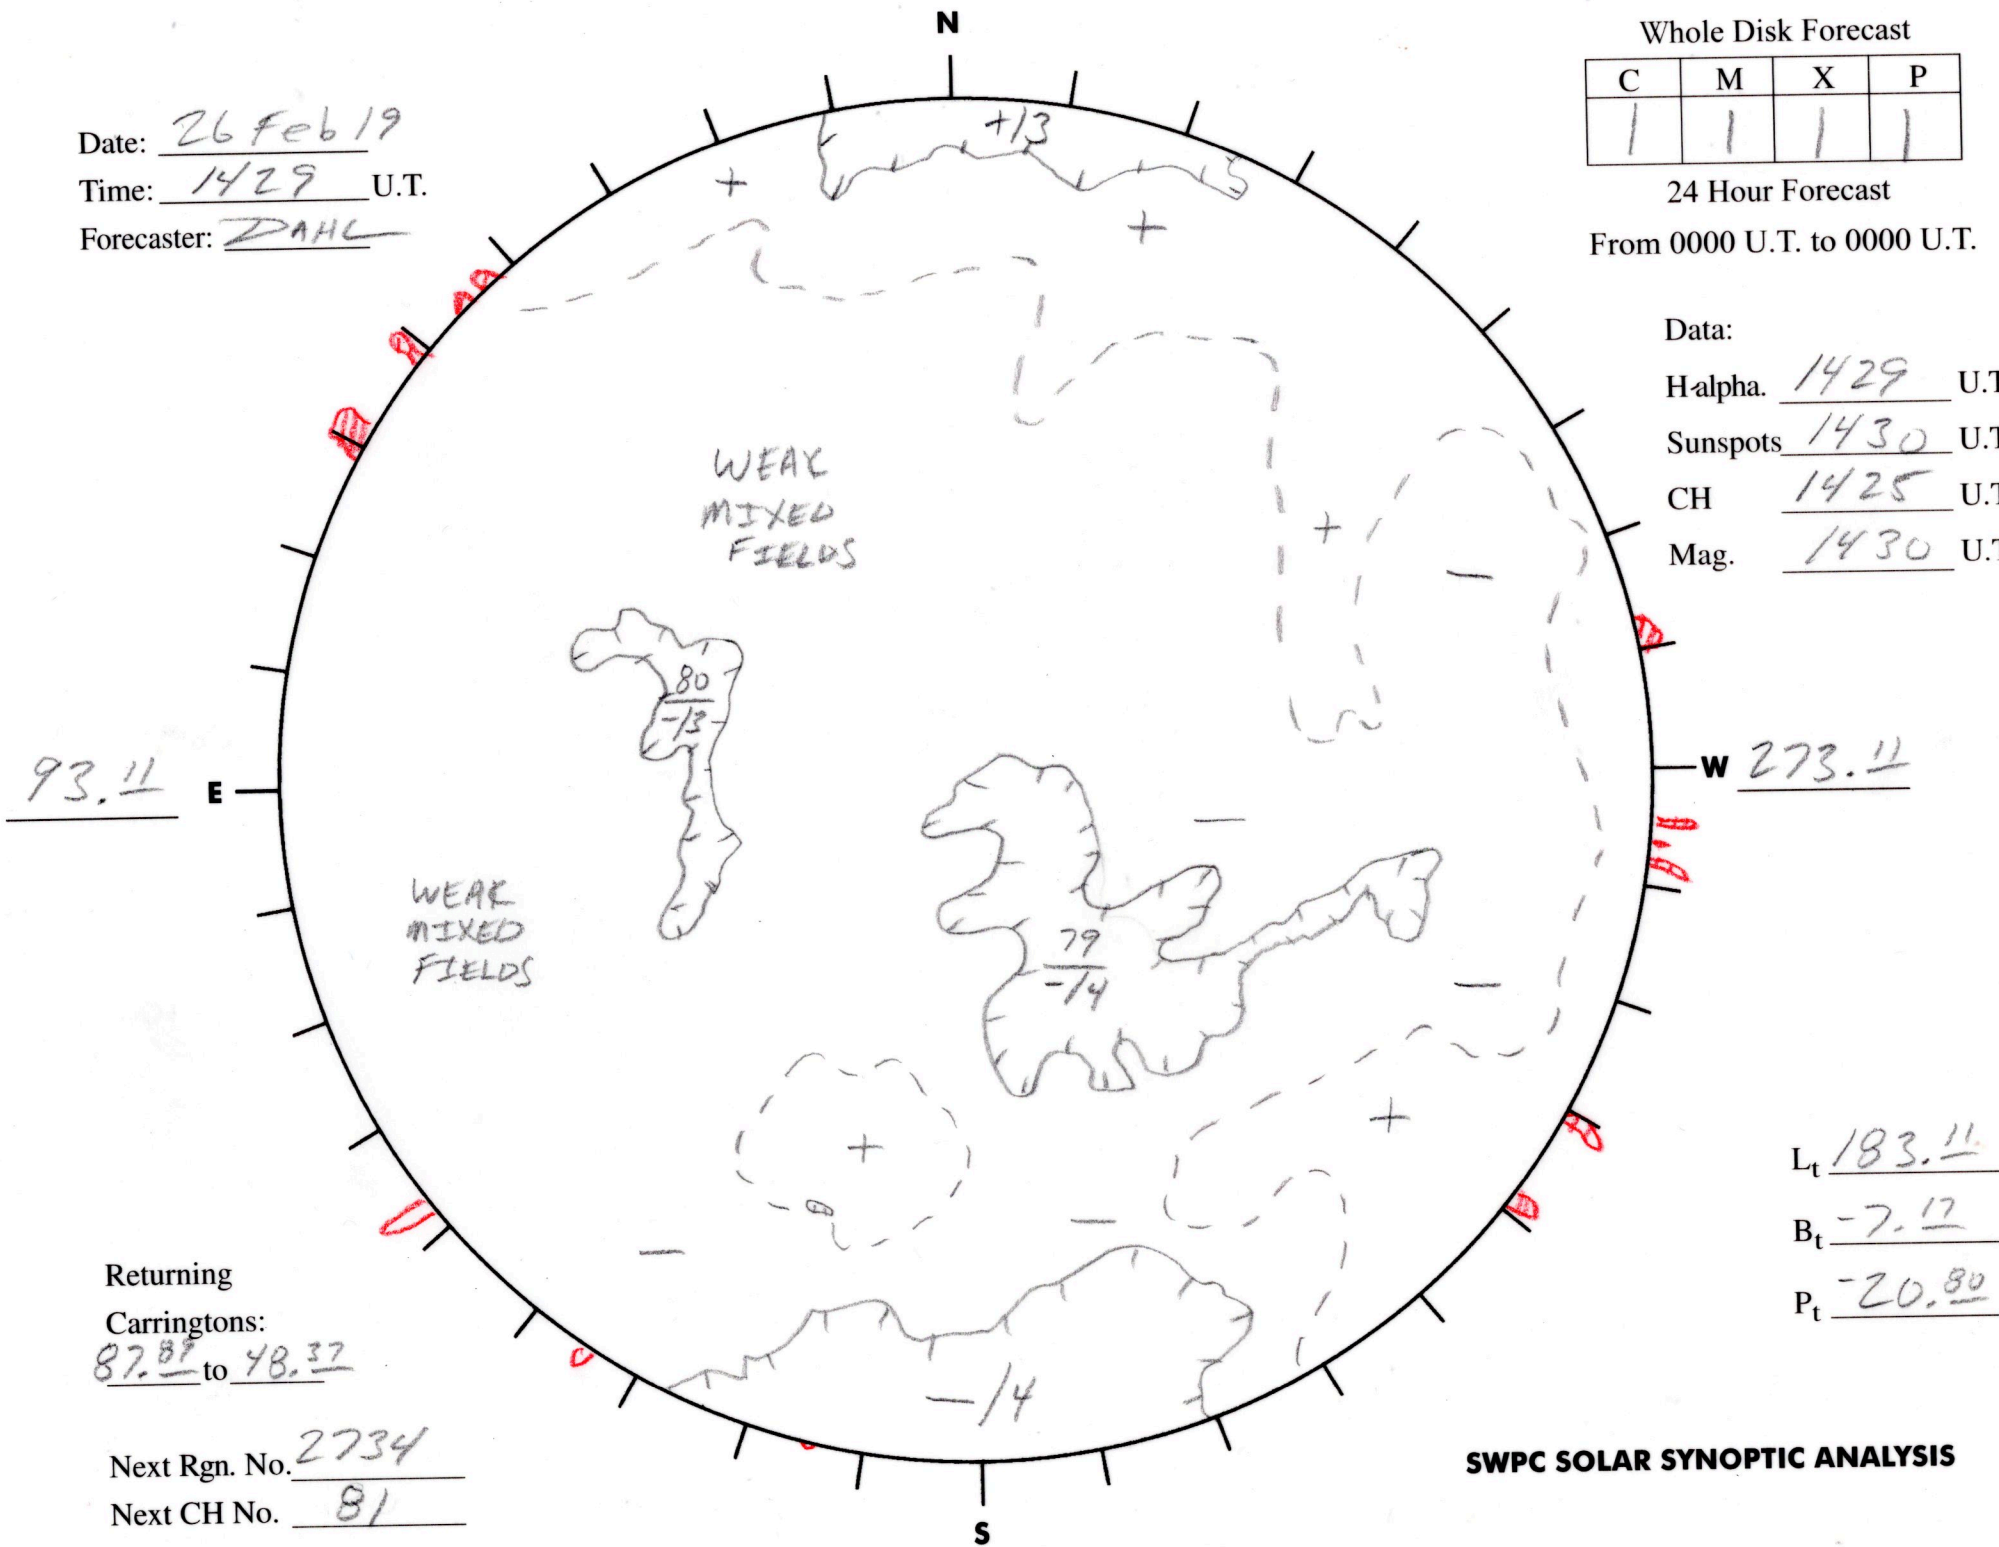 N
Whole Disk Forecast
C M X P
1 1 1 1
24 Hour Forecast
From 0000 U.T. to 0000 U.T.
Date: 26 Feb 19
Time: 1429 U.T.
Forecaster: DAHL
+13
+
+
Data:
H-alpha. 1429 U.T
Sunspots 1430 U.T
CH 1425 U.T
Mag. 1430 U.T
WEAK
MIXED
FIELDS
+
-
80
-13
93.11 E
W 273.11
-
WEAK
MIXED
FIELDS
79
-14
-
+
+
Lt 183.11
Bt -7.17
Pt -20.80
-
-
Returning
Carringtons:
87.89 to 48.37
-14
Next Rgn. No. 2734
Next CH No. 81
SWPC SOLAR SYNOPTIC ANALYSIS
S